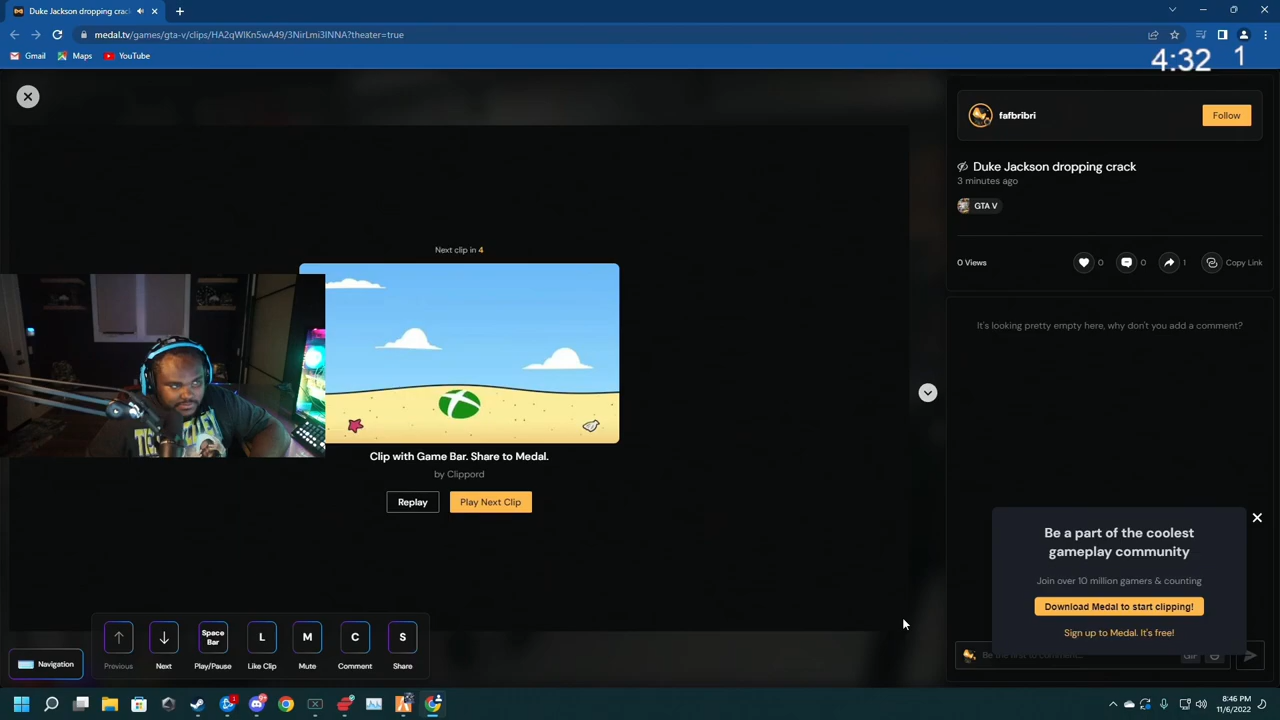 Duke Jackson dropping crack
medal.tv/games/gta-v/clips/HA2qWIKn5wA49/3NirLmi3INNA?theater=true
Gmail Maps YouTube
4:32 1
fafbribri
Follow
Duke Jackson dropping crack
3 minutes ago
GTA V
0 Views 0 0 1 Copy Link
It's looking pretty empty here, why don't you add a comment?
Next clip in 4
Clip with Game Bar. Share to Medal.
by Clippord
Replay Play Next Clip
Be a part of the coolest
gameplay community
Join over 10 million gamers & counting
Download Medal to start clipping!
Sign up to Medal. It's free!
GIF
Navigation
Previous
Next
Space
Bar
Play/Pause
L
Like Clip
M
Mute
C
Comment
S
Share
8:46 PM
11/6/2022